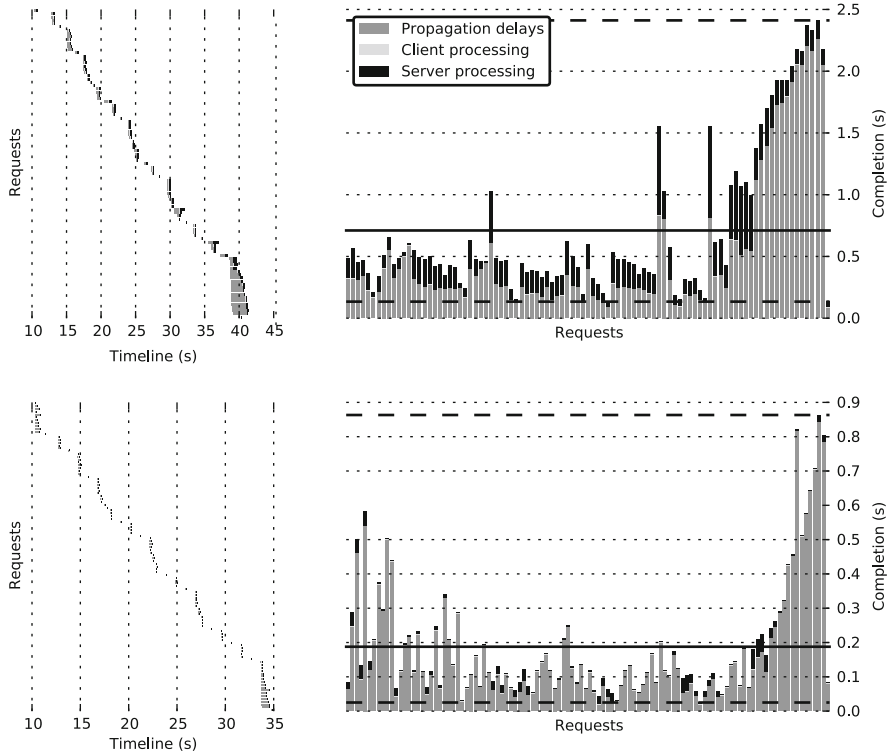 Requests
10 15 20 25 30 35 40 45
Timeline (s)
Propagation delays
Client processing
Server processing
2.5
2.0
1.5
1.0
0.5
0.0
Completion (s)
Requests
Requests
10 15 20 25 30 35
Timeline (s)
0.9
0.8
0.7
0.6
0.5
0.4
0.3
0.2
0.1
0.0
Completion (s)
Requests